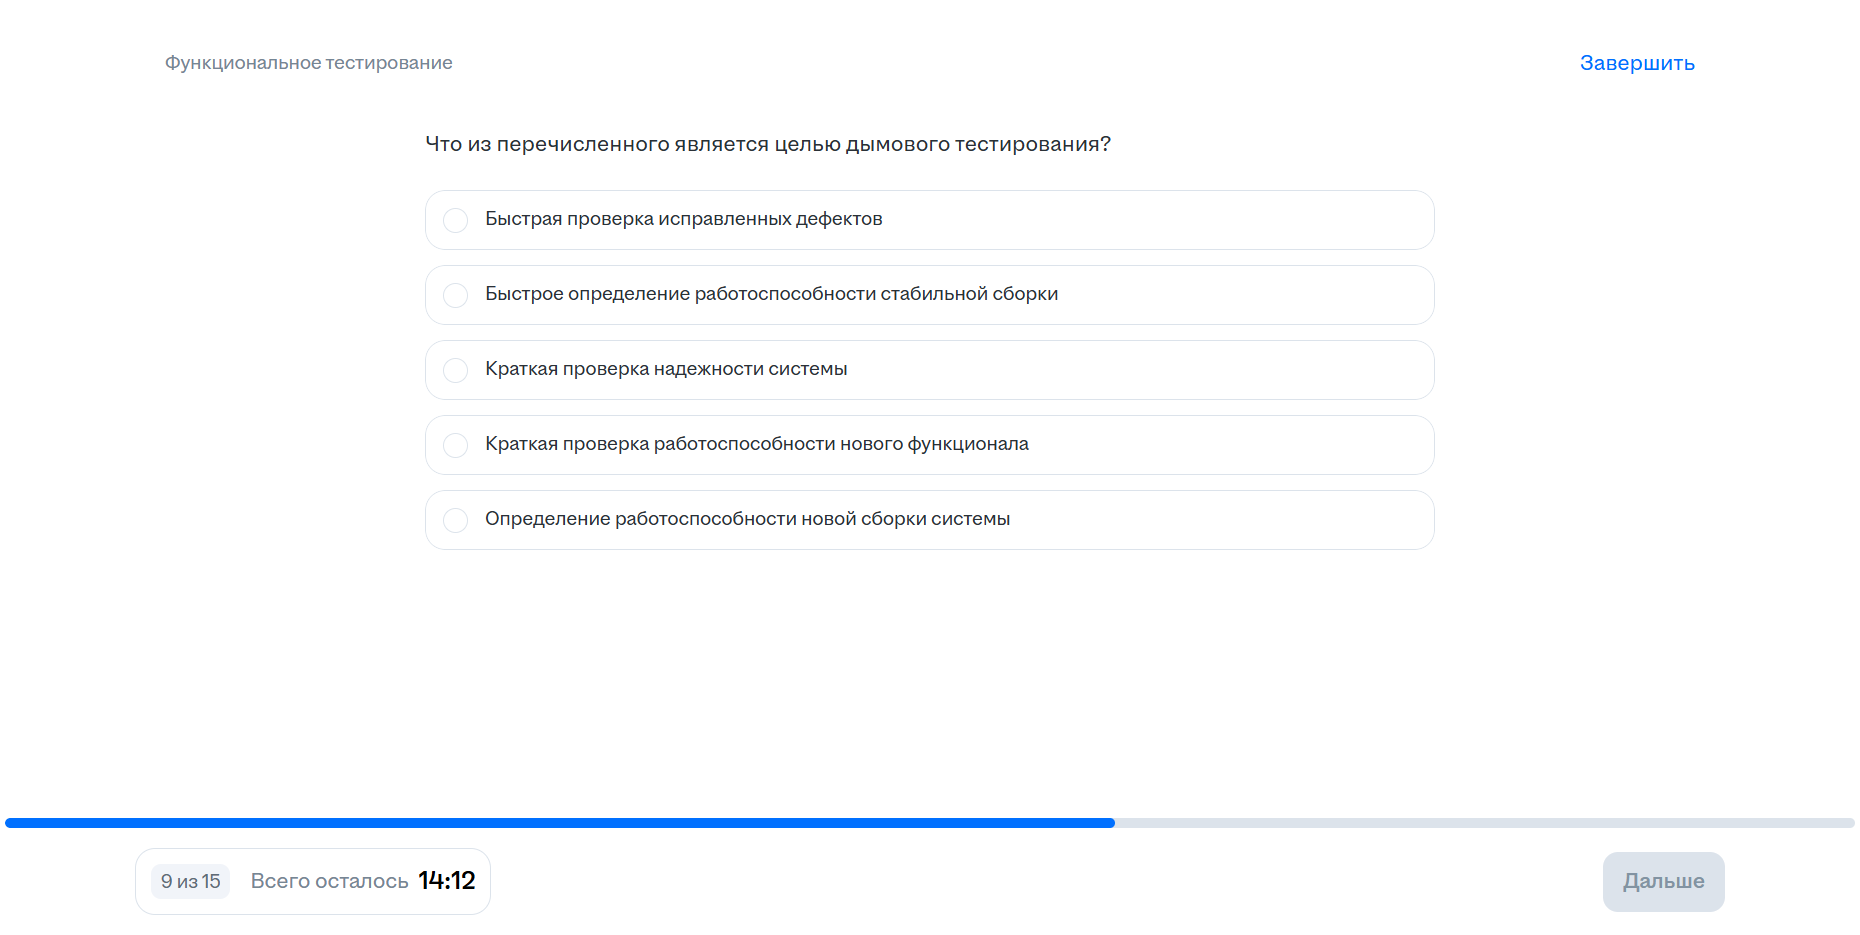 Функциональное тестирование
Завершить
Что из перечисленного является целью дымового тестирования?
Быстрая проверка исправленных дефектов
Быстрое определение работоспособности стабильной сборки
Краткая проверка надежности системы
Краткая проверка работоспособности нового функционала
Определение работоспособности новой сборки системы
9 из 15 Всего осталось 14:12
Дальше